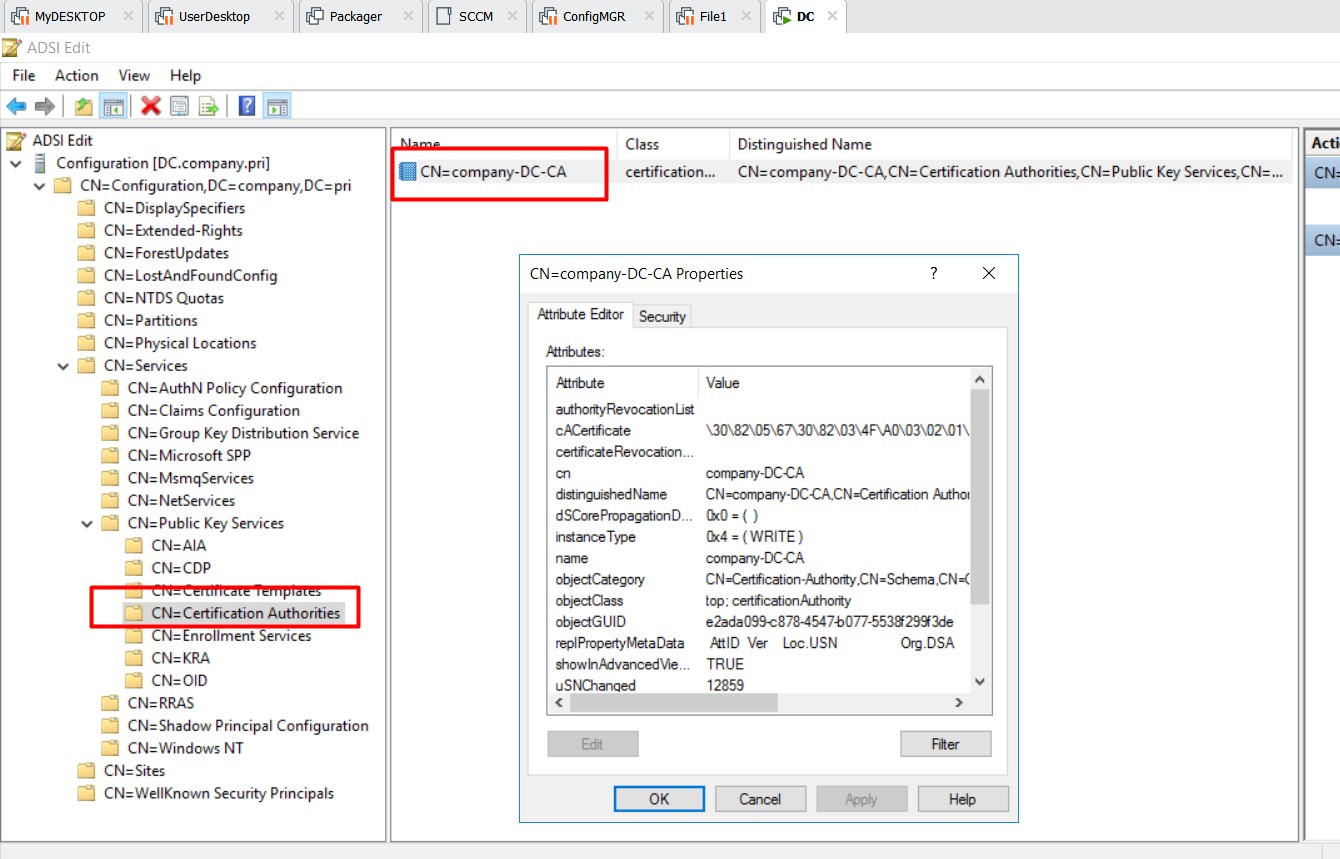 MyDESKTOP UserDesktop Packager SCCM ConfigMGR File1 DC
ADSI Edit
File Action View Help
ADSI Edit
Configuration [DC.company.pri]
CN=Configuration,DC=company,DC=pri
CN=DisplaySpecifiers
CN=Extended-Rights
CN=ForestUpdates
CN=LostAndFoundConfig
CN=NTDS Quotas
CN=Partitions
CN=Physical Locations
CN=Services
CN=AuthN Policy Configuration
CN=Claims Configuration
CN=Group Key Distribution Service
CN=Microsoft SPP
CN=MsmqServices
CN=NetServices
CN=Public Key Services
CN=AIA
CN=CDP
CN=Certificate Templates
CN=Certification Authorities
CN=Enrollment Services
CN=KRA
CN=OID
CN=RRAS
CN=Shadow Principal Configuration
CN=Windows NT
CN=Sites
CN=WellKnown Security Principals
Name Class Distinguished Name
CN=company-DC-CA certification... CN=company-DC-CA,CN=Certification Authorities,CN=Public Key Services,CN=...
CN=company-DC-CA Properties ?
Attribute Editor Security
Attributes:
Attribute Value
authorityRevocationList
cACertificate \30\82\05\67\30\82\03\4F\A0\03\02\01\
certificateRevocation...
cn company-DC-CA
distinguishedName CN=company-DC-CA,CN=Certification Author
dSCorePropagationD... 0x0 = ( )
instanceType 0x4 = ( WRITE )
name company-DC-CA
objectCategory CN=Certification-Authority,CN=Schema,CN=C
objectClass top; certificationAuthority
objectGUID e2ada099-c878-4547-b077-5538f299f3de
replPropertyMetaData AttID Ver Loc.USN Org.DSA
showInAdvancedVie... TRUE
uSNChanged 12859
Edit Filter
OK Cancel Apply Help
Acti
CN=
CN=